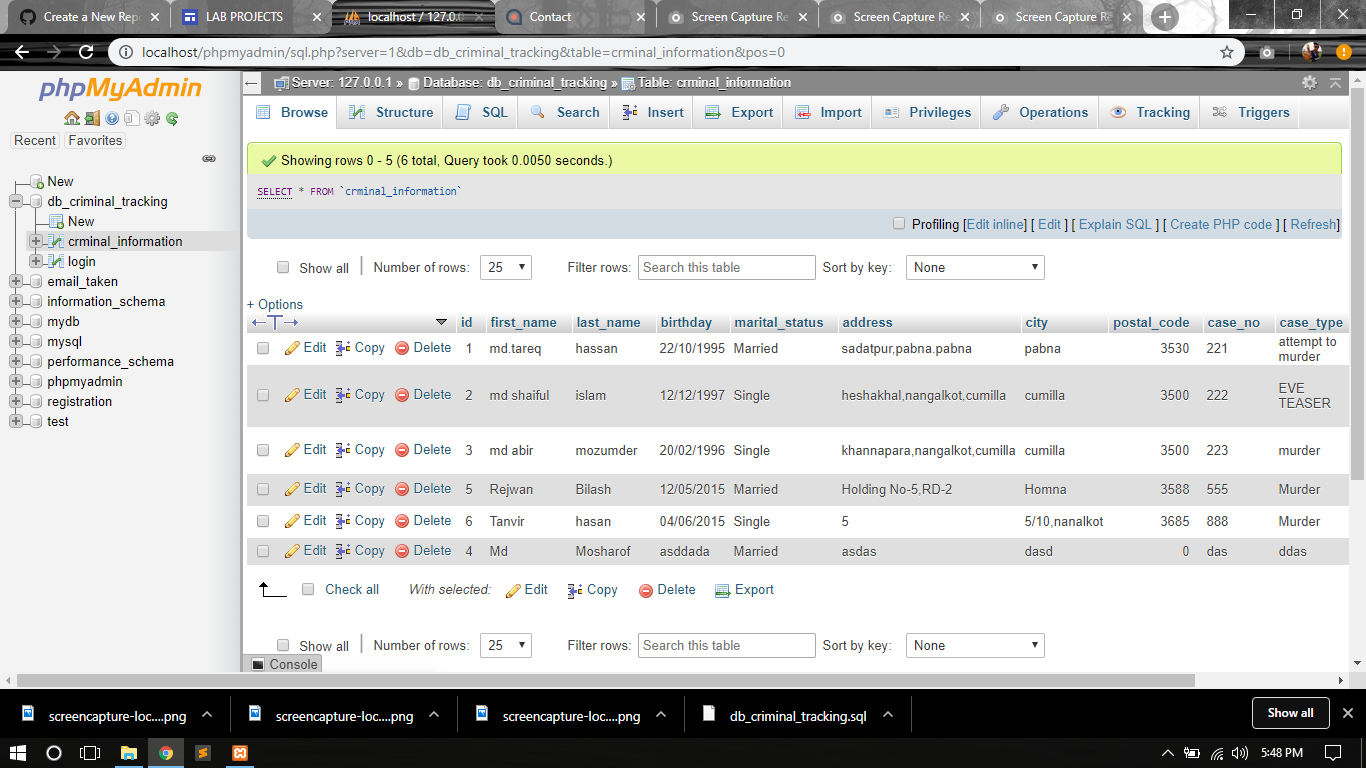 Create a New Repo
LAB PROJECTS
localhost / 127.0.0
Contact
Screen Capture Re
Screen Capture Re
Screen Capture Re
localhost/phpmyadmin/sql.php?server=1&db=db_criminal_tracking&table=crminal_information&pos=0
phpMyAdmin
Recent Favorites
New
db_criminal_tracking
New
crminal_information
login
email_taken
information_schema
mydb
mysql
performance_schema
phpmyadmin
registration
test
Server: 127.0.0.1 » Database: db_criminal_tracking » Table: crminal_information
Browse Structure SQL Search Insert Export Import Privileges Operations Tracking Triggers
Showing rows 0 - 5 (6 total, Query took 0.0050 seconds.)
SELECT * FROM `crminal_information`
Profiling [Edit inline] [ Edit ] [ Explain SQL ] [ Create PHP code ] [ Refresh]
Show all Number of rows: 25 Filter rows: Search this table Sort by key: None
+ Options
id first_name last_name birthday marital_status address city postal_code case_no case_type
Edit Copy Delete 1 md.tareq hassan 22/10/1995 Married sadatpur,pabna.pabna pabna 3530 221 attempt to
murder
Edit Copy Delete 2 md shaiful islam 12/12/1997 Single heshakhal,nangalkot,cumilla cumilla 3500 222 EVE
TEASER
Edit Copy Delete 3 md abir mozumder 20/02/1996 Single khannapara,nangalkot,cumilla cumilla 3500 223 murder
Edit Copy Delete 5 Rejwan Bilash 12/05/2015 Married Holding No-5,RD-2 Homna 3588 555 Murder
Edit Copy Delete 6 Tanvir hasan 04/06/2015 Single 5 5/10,nanalkot 3685 888 Murder
Edit Copy Delete 4 Md Mosharof asddada Married asdas dasd 0 das ddas
Check all With selected: Edit Copy Delete Export
Show all Number of rows: 25 Filter rows: Search this table Sort by key: None
Console
screencapture-loc....png
screencapture-loc....png
screencapture-loc....png
db_criminal_tracking.sql
Show all
5:48 PM